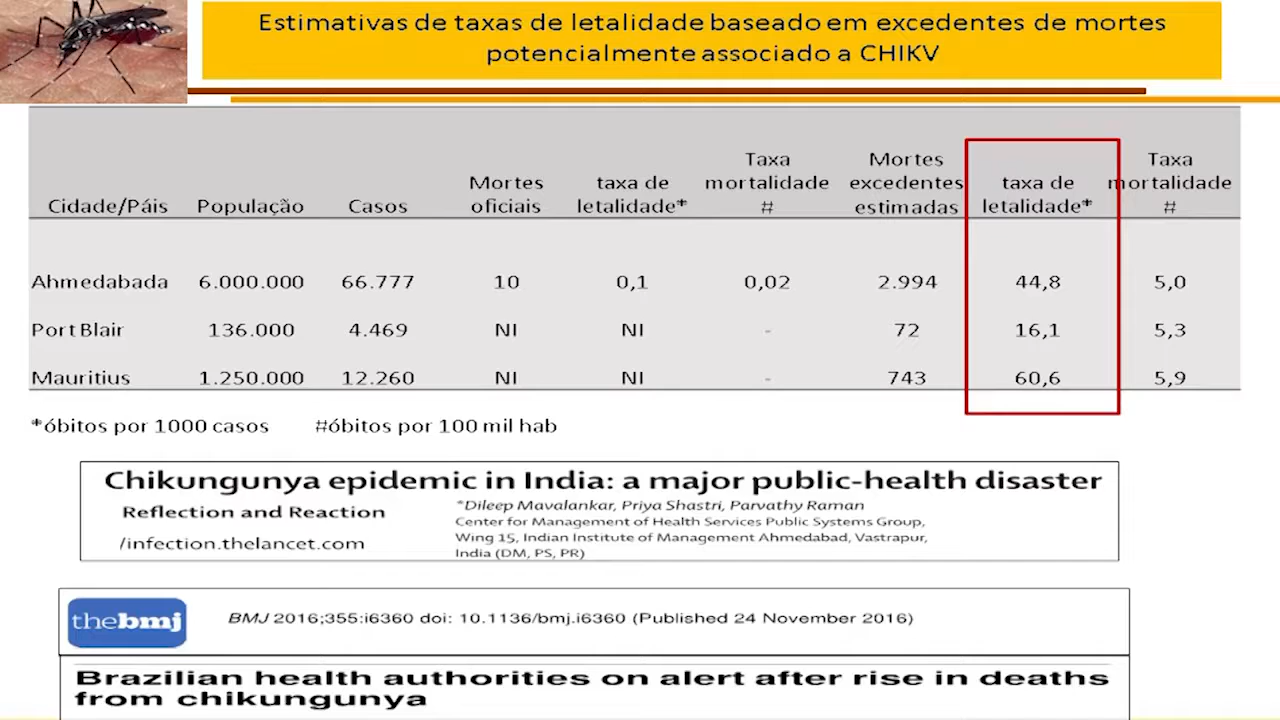 Estimativas de taxas de letalidade baseado em excedentes de mortes
potencialmente associado a CHIKV
Cidade/Páis População Casos Mortes oficiais taxa de letalidade* Taxa mortalidade # Mortes excedentes estimadas taxa de letalidade* Taxa mortalidade #
Ahmedabada 6.000.000 66.777 10 0,1 0,02 2.994 44,8 5,0
Port Blair 136.000 4.469 NI NI - 72 16,1 5,3
Mauritius 1.250.000 12.260 NI NI - 743 60,6 5,9
*óbitos por 1000 casos #óbitos por 100 mil hab
Chikungunya epidemic in India: a major public-health disaster
Reflection and Reaction
/infection.thelancet.com
*Dileep Mavalankar, Priya Shastri, Parvathy Raman
Center for Management of Health Services Public Systems Group,
Wing 15, Indian Institute of Management Ahmedabad, Vastrapur,
India (DM, PS, PR)
thebmj
BMJ 2016;355:i6360 doi: 10.1136/bmj.i6360 (Published 24 November 2016)
Brazilian health authorities on alert after rise in deaths
from chikungunya